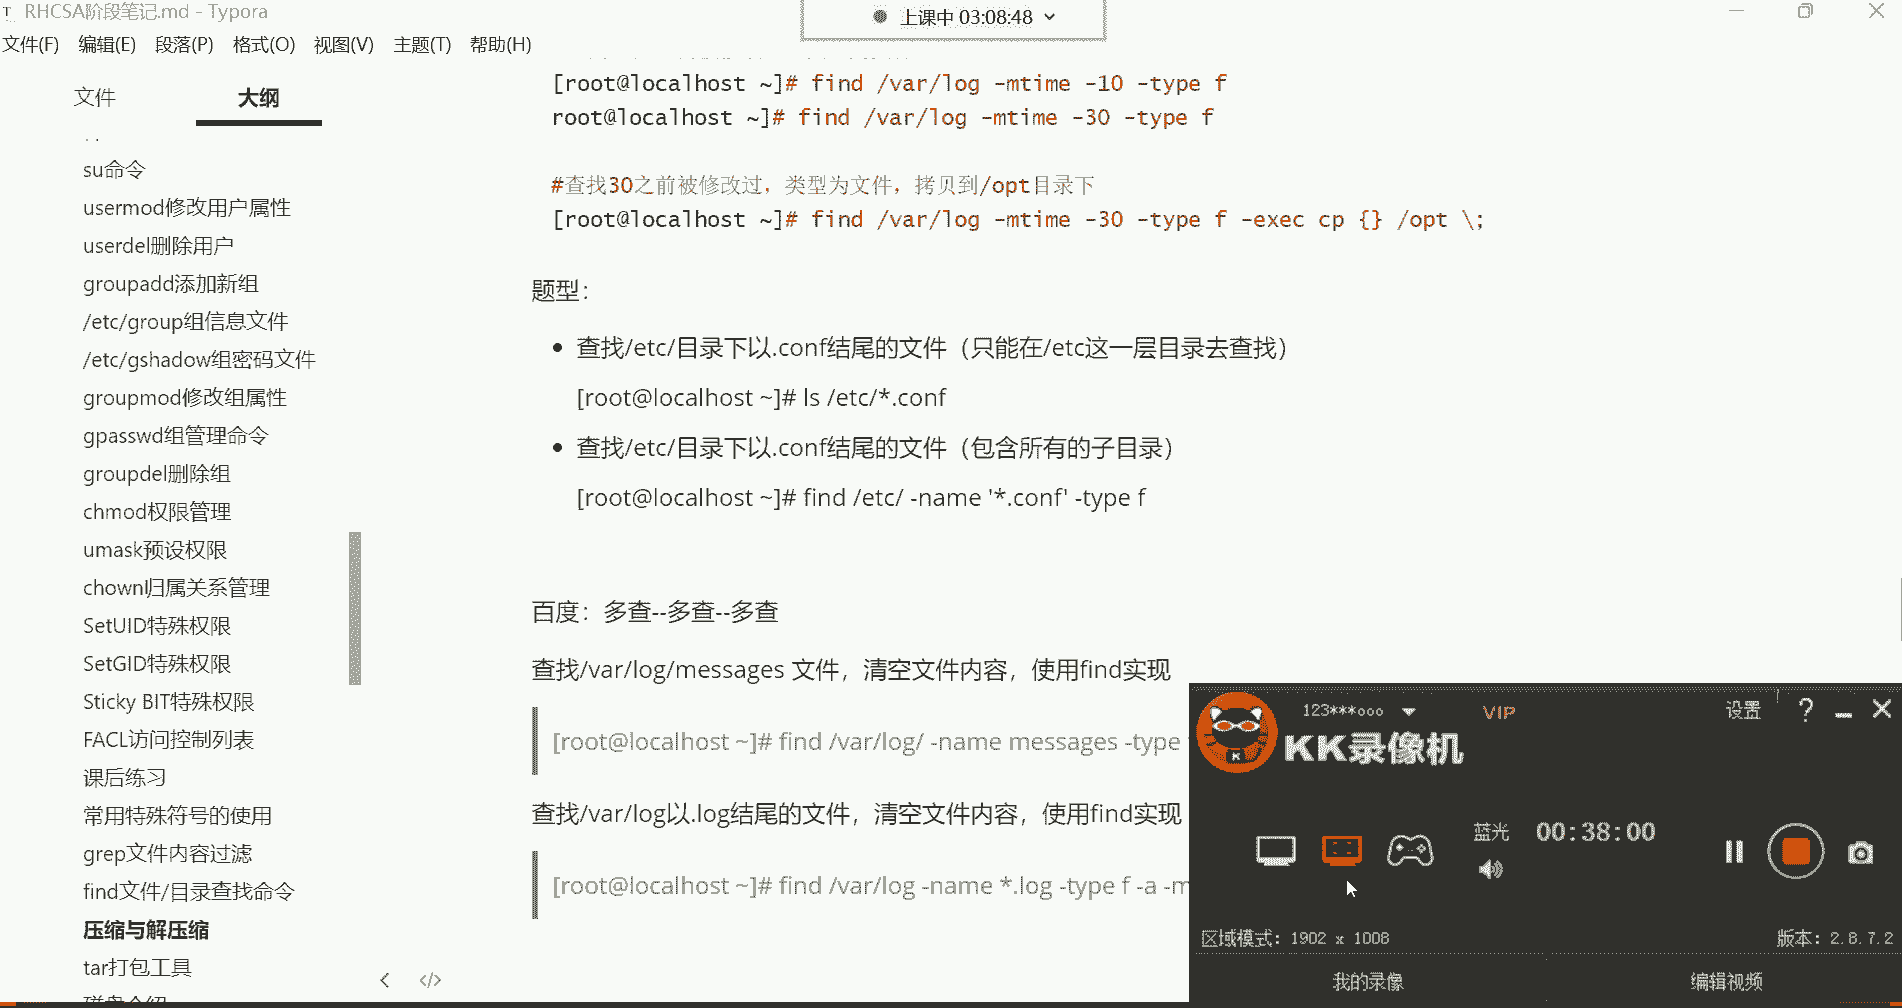 RHCSA阶段笔记.md - Typora
上课中 03:08:48
文件(F) 编辑(E) 段落(P) 格式(O) 视图(V) 主题(T) 帮助(H)
文件 大纲
su命令
usermod修改用户属性
userdel删除用户
groupadd添加新组
/etc/group组信息文件
/etc/gshadow组密码文件
groupmod修改组属性
gpasswd组管理命令
groupdel删除组
chmod权限管理
umask预设权限
chown归属关系管理
SetUID特殊权限
SetGID特殊权限
Sticky BIT特殊权限
FACL访问控制列表
课后练习
常用特殊符号的使用
grep文件内容过滤
find文件/目录查找命令
压缩与解压缩
tar打包工具
磁盘介绍
[root@localhost ~]# find /var/log -mtime -10 -type f
root@localhost ~]# find /var/log -mtime -30 -type f
#查找30之前被修改过，类型为文件，拷贝到/opt目录下
[root@localhost ~]# find /var/log -mtime -30 -type f -exec cp {} /opt \;
题型：
查找/etc/目录下以.conf结尾的文件（只能在/etc这一层目录去查找）
[root@localhost ~]# ls /etc/*.conf
查找/etc/目录下以.conf结尾的文件（包含所有的子目录）
[root@localhost ~]# find /etc/ -name '*.conf' -type f
百度：多查--多查--多查
查找/var/log/messages 文件，清空文件内容，使用find实现
[root@localhost ~]# find /var/log/ -name messages -type
查找/var/log以.log结尾的文件，清空文件内容，使用find实现
[root@localhost ~]# find /var/log -name *.log -type f -a -m
123***ooo VIP 设置
KK录像机
蓝光 00:38:00
区域模式：1902 x 1008 版本：2.8.7.2
我的录像 编辑视频